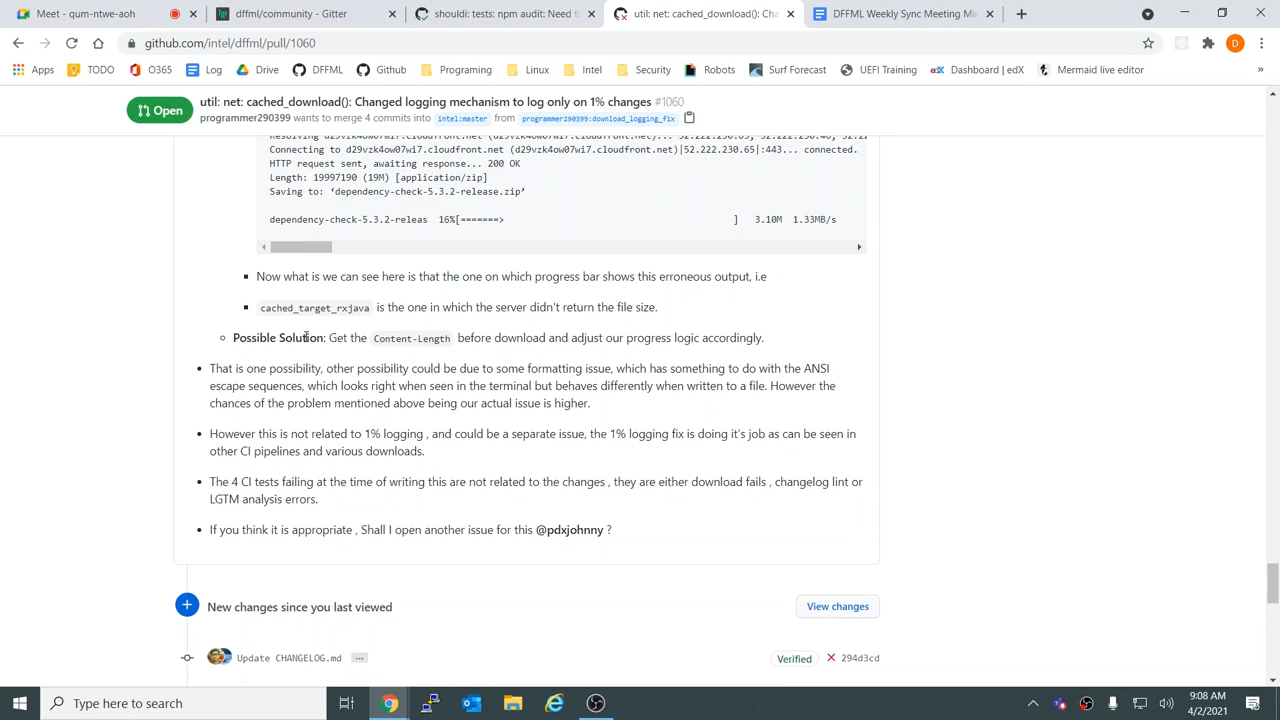 Meet - qum-ntwe-aoh
dffml/community - Gitter
shouldi: tests: npm audit: Need to
util: net: cached_download(): Cha
DFFML Weekly Sync Meeting Min
github.com/intel/dffml/pull/1060
D
Apps
TODO
O365
Log
Drive
DFFML
Github
Programing
Linux
Intel
Security
Robots
Surf Forecast
UEFI Training
Dashboard | edX
Mermaid live editor
»
Open
util: net: cached_download(): Changed logging mechanism to log only on 1% changes #1060
programer290399 wants to merge 4 commits into intel:master from programer290399:download_logging_fix
Connecting to d29vzk4ow07wi7.cloudfront.net (d29vzk4ow07wi7.cloudfront.net)|52.222.230.65|:443... connected.
HTTP request sent, awaiting response... 200 OK
Length: 19997190 (19M) [application/zip]
Saving to: ‘dependency-check-5.3.2-release.zip’
dependency-check-5.3.2-releas 16%[=======> ] 3.10M 1.33MB/s
Now what is we can see here is that the one on which progress bar shows this erroneous output, i.e
cached_target_rxjava is the one in which the server didn't return the file size.
Possible Solution: Get the Content-Length before download and adjust our progress logic accordingly.
That is one possibility, other possibility could be due to some formatting issue, which has something to do with the ANSI
escape sequences, which looks right when seen in the terminal but behaves differently when written to a file. However the
chances of the problem mentioned above being our actual issue is higher.
However this is not related to 1% logging , and could be a separate issue, the 1% logging fix is doing it's job as can be seen in
other CI pipelines and various downloads.
The 4 CI tests failing at the time of writing this are not related to the changes , they are either download fails , changelog lint or
LGTM analysis errors.
If you think it is appropriate , Shall I open another issue for this @pdxjohnny ?
New changes since you last viewed
View changes
Update CHANGELOG.md
Verified
294d3cd
Type here to search
9:08 AM
4/2/2021